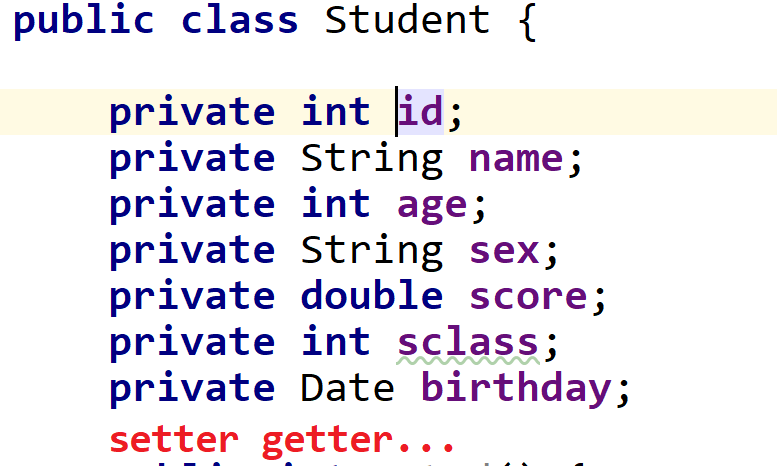 public class Student {
private int id;
private String name;
private int age;
private String sex;
private double score;
private int sclass;
private Date birthday;
setter getter...